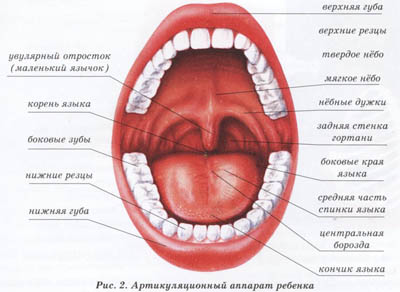 верхняя губа
верхние резцы
твердое нёбо
увулярный отросток
(маленький язычок)
мягкое нёбо
корень языка
нёбные дужки
задняя стенка
гортани
боковые зубы
боковые края
языка
нижние резцы
средняя часть
спинки языка
нижняя губа
центральная
борозда
кончик языка
Рис. 2. Артикуляционный аппарат ребенка